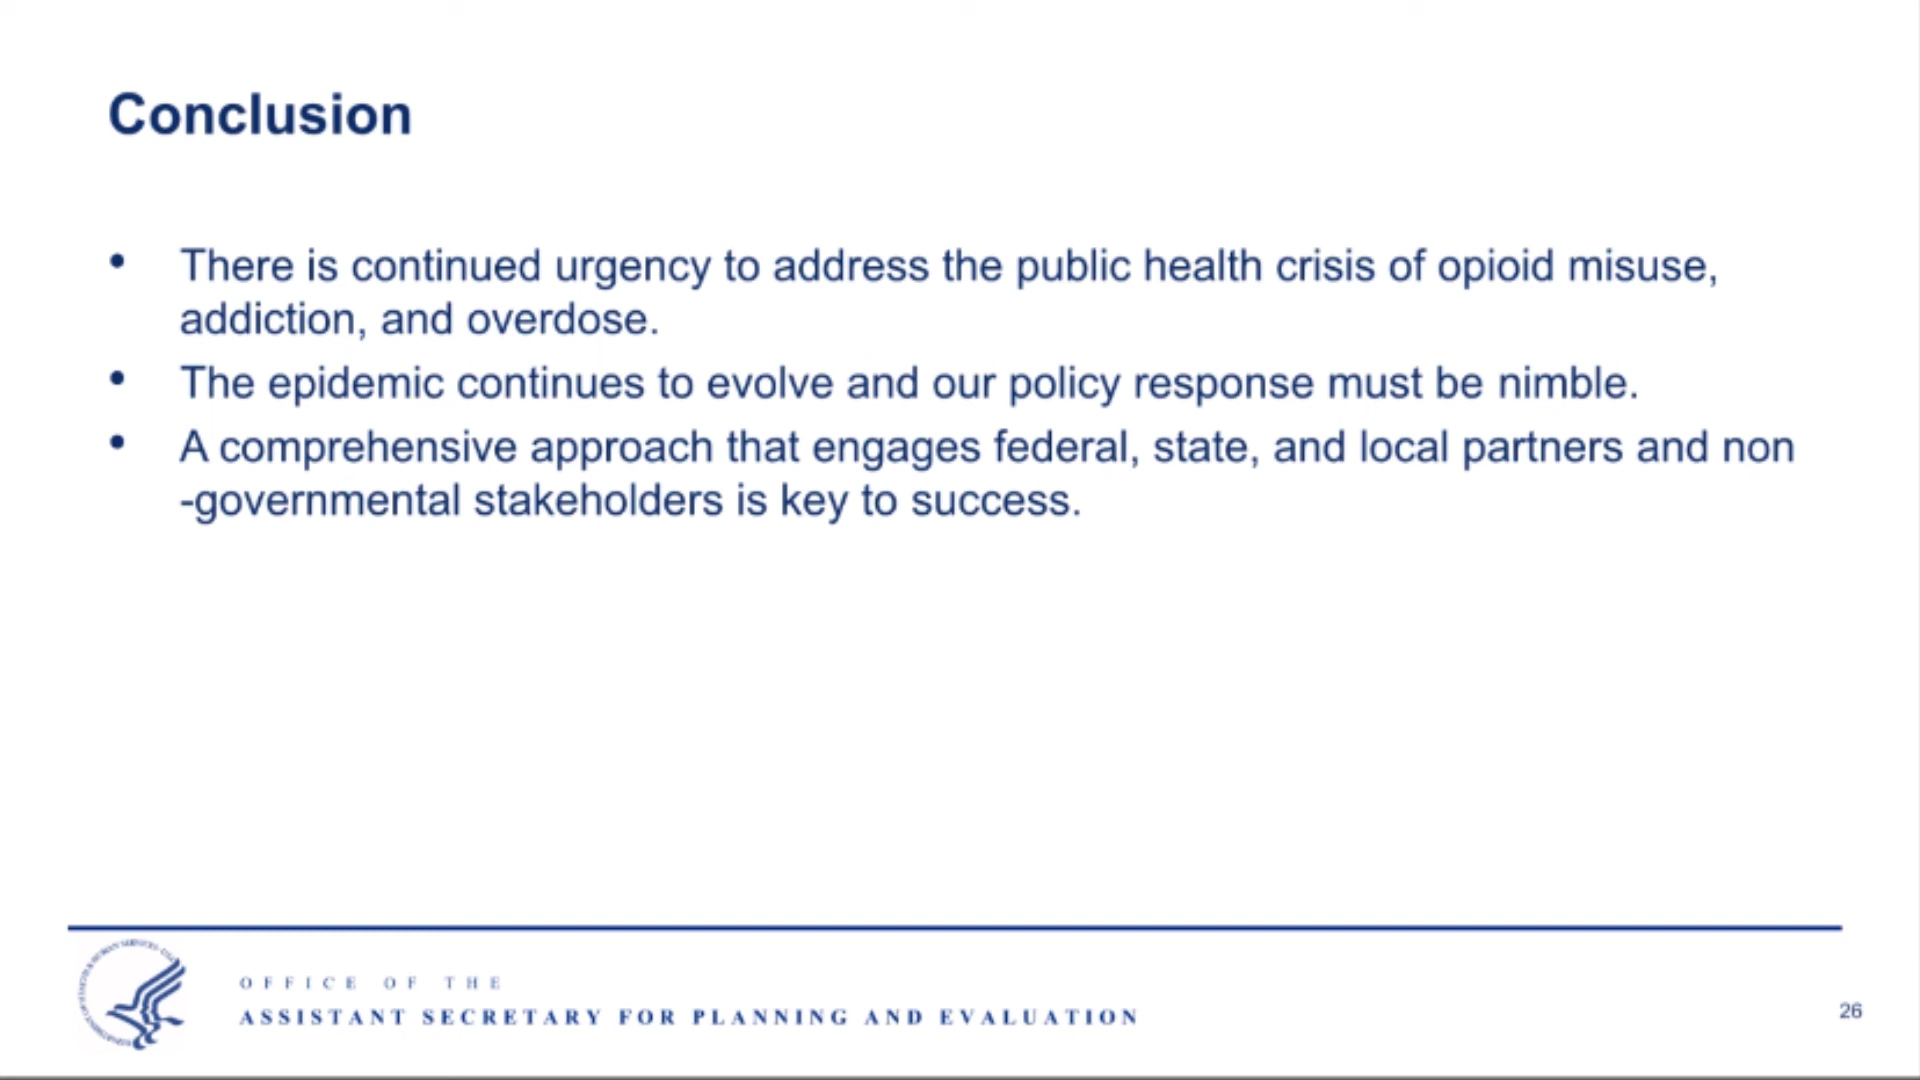 Conclusion
• There is continued urgency to address the public health crisis of opioid misuse,
addiction, and overdose.
• The epidemic continues to evolve and our policy response must be nimble.
• A comprehensive approach that engages federal, state, and local partners and non
-governmental stakeholders is key to success.
OFFICE OF THE
ASSISTANT SECRETARY FOR PLANNING AND EVALUATION
26